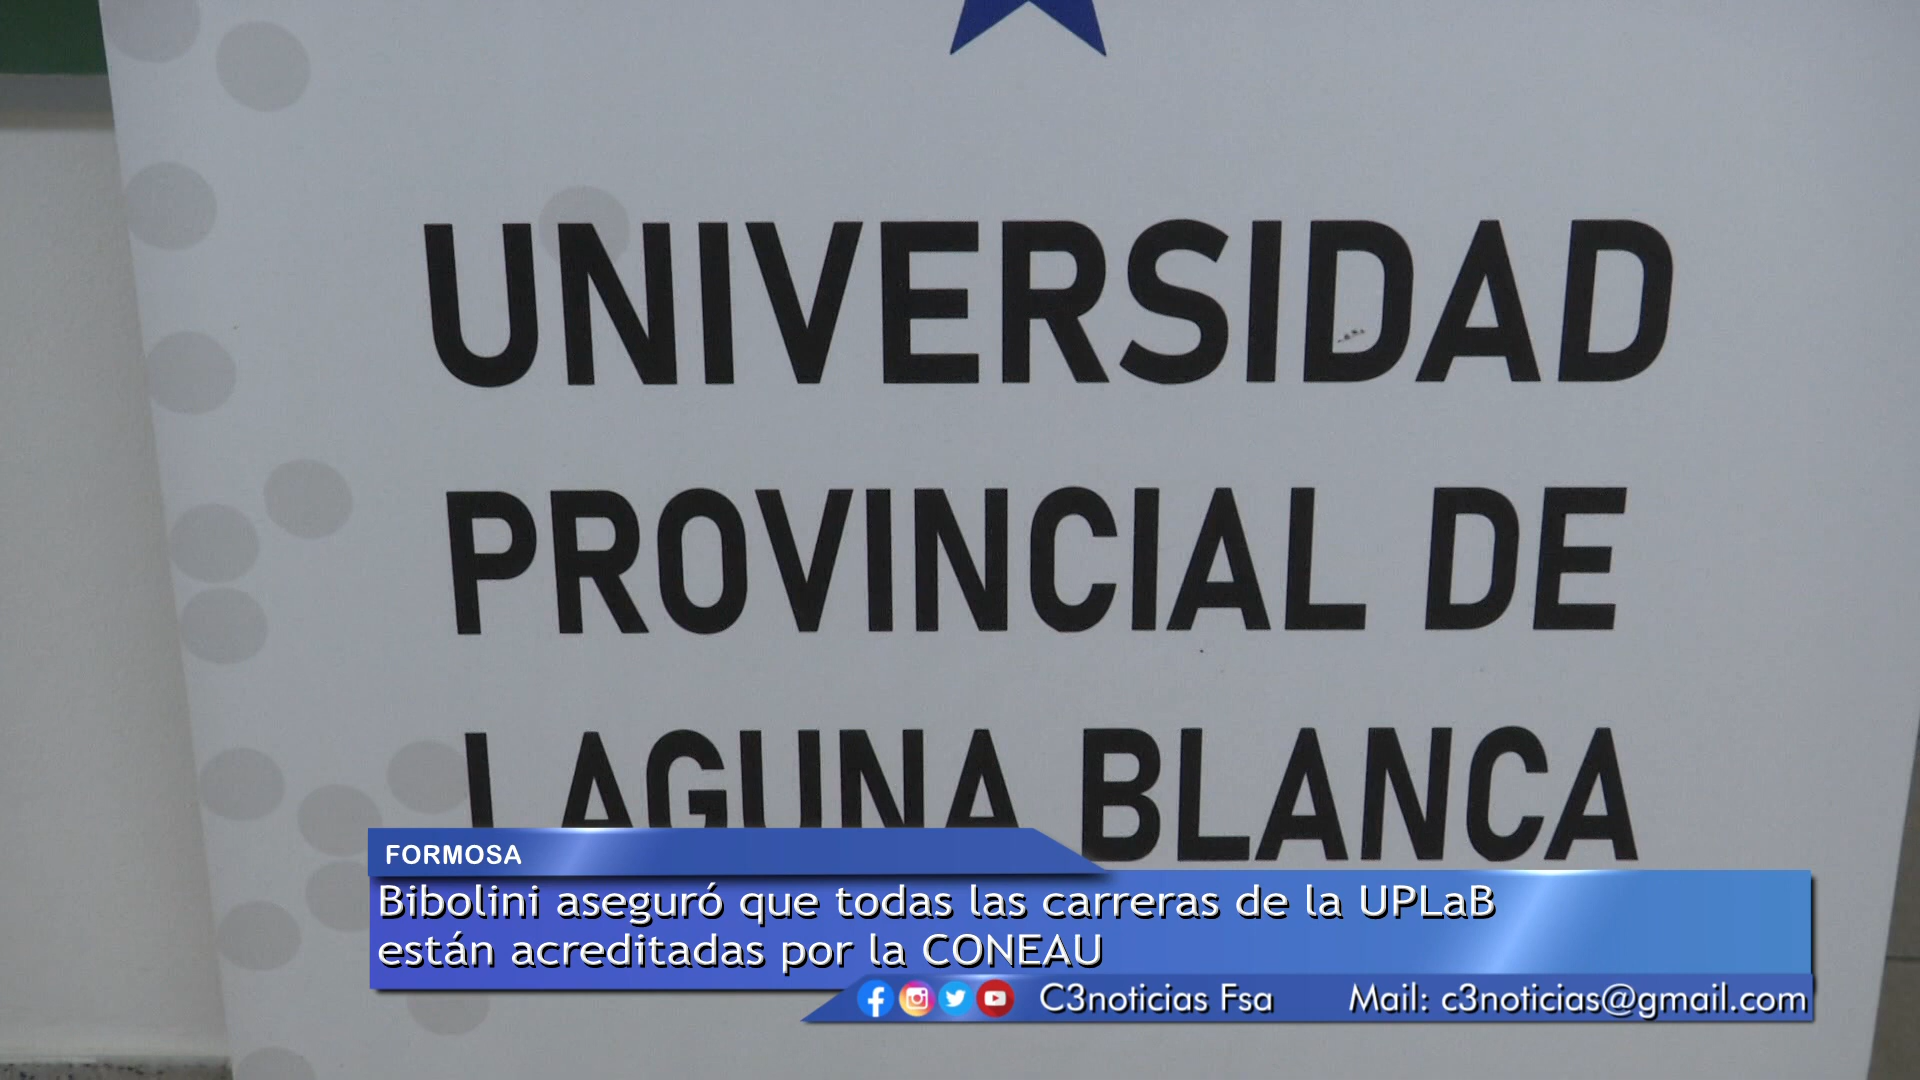 UNIVERSIDAD
PROVINCIAL DE
LAGUNA BLANCA
FORMOSA
Bibolini aseguró que todas las carreras de la UPLaB
están acreditadas por la CONEAU
C3noticias Fsa Mail: c3noticias@gmail.com